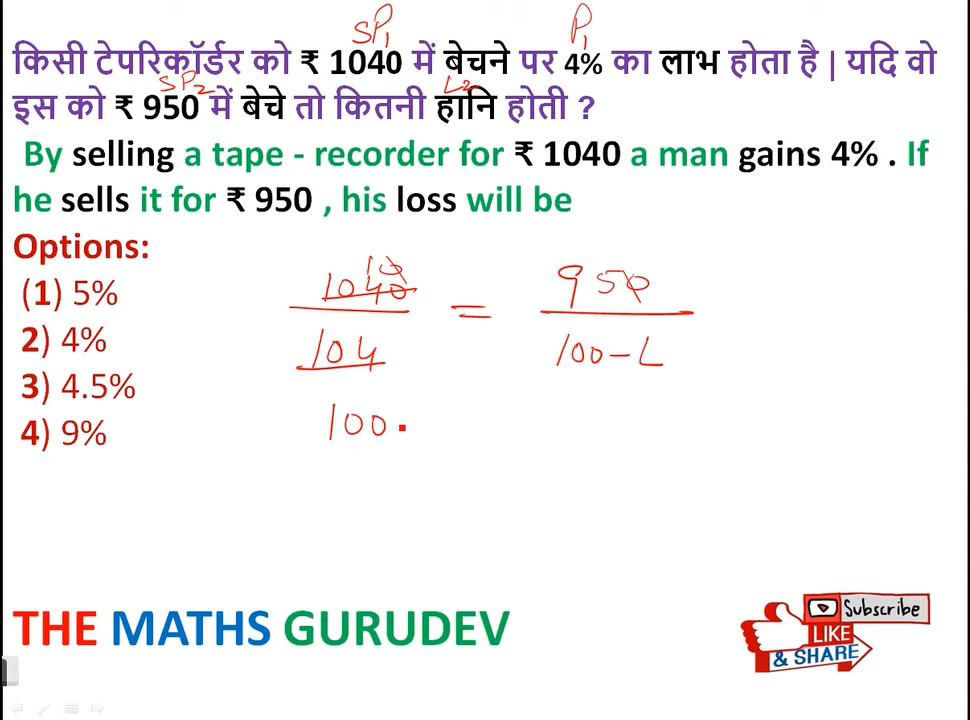 SP₁ P₁
किसी टेपरिकॉर्डर को ₹ 1040 में बेचने पर 4% का लाभ होता है | यदि वो
SP₂ L₂
इस को ₹ 950 में बेचे तो कितनी हानि होती ?
By selling a tape - recorder for ₹ 1040 a man gains 4% . If
he sells it for ₹ 950 , his loss will be
Options:
(1) 5%
2) 4%
3) 4.5%
4) 9%
10
1040 = 950
104 100-L
100.
THE MATHS GURUDEV
Subscribe
LIKE
& SHARE